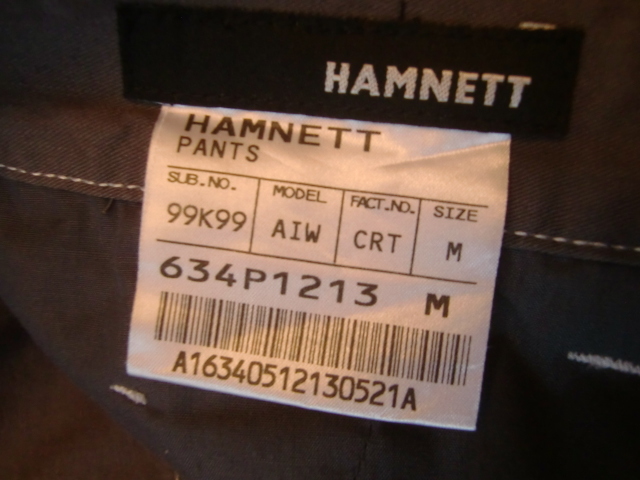 HAMNETT
HAMNETT
PANTS
SUB.NO. MODEL FACT.NO. SIZE
99K99 AIW CRT M
634P1213 M
A16340512130521A